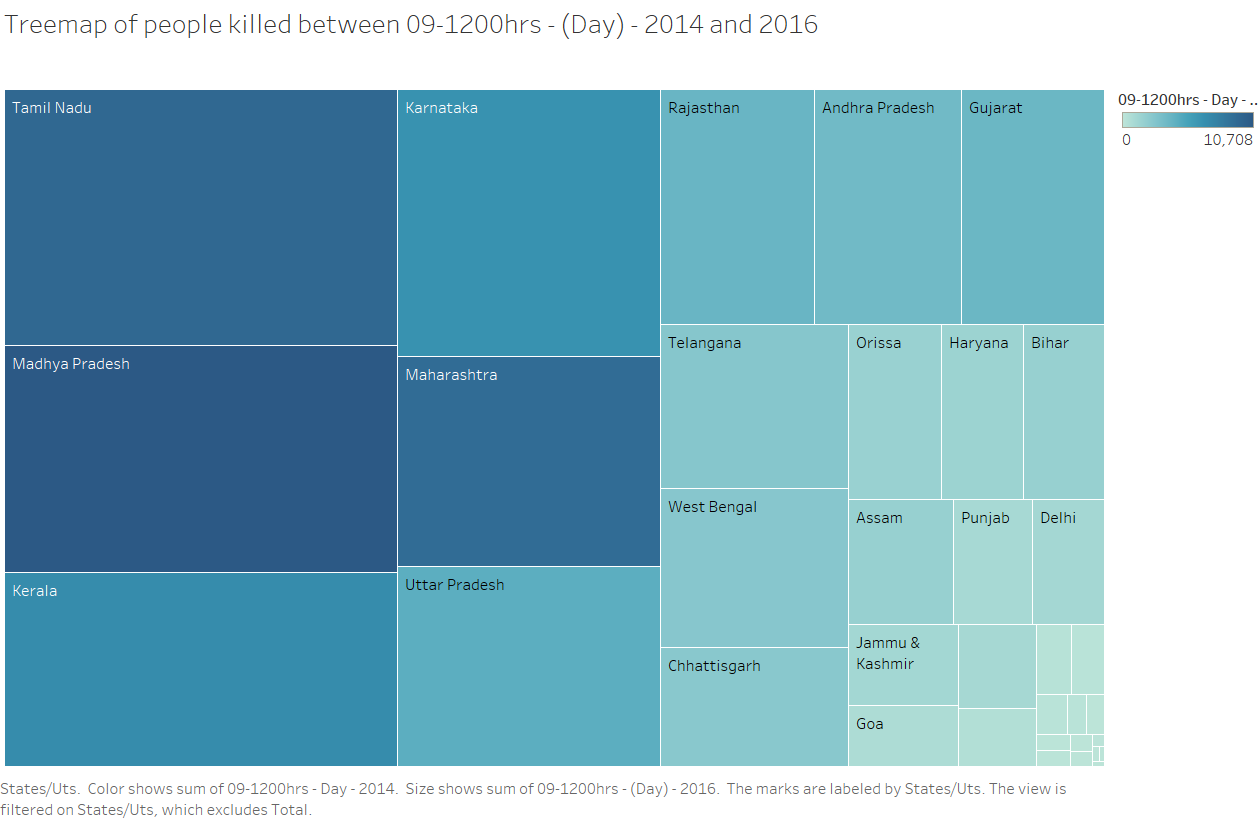 Treemap of people killed between 09-1200hrs - (Day) - 2014 and 2016
09-1200hrs - Day - ..
0 10,708
Tamil Nadu
Karnataka
Rajasthan
Andhra Pradesh
Gujarat
Telangana
Orissa
Haryana
Bihar
Madhya Pradesh
Maharashtra
West Bengal
Assam
Punjab
Delhi
Kerala
Uttar Pradesh
Chhattisgarh
Jammu &
Kashmir
Goa
States/Uts.  Color shows sum of 09-1200hrs - Day - 2014.  Size shows sum of 09-1200hrs - (Day) - 2016.  The marks are labeled by States/Uts. The view is
filtered on States/Uts, which excludes Total.